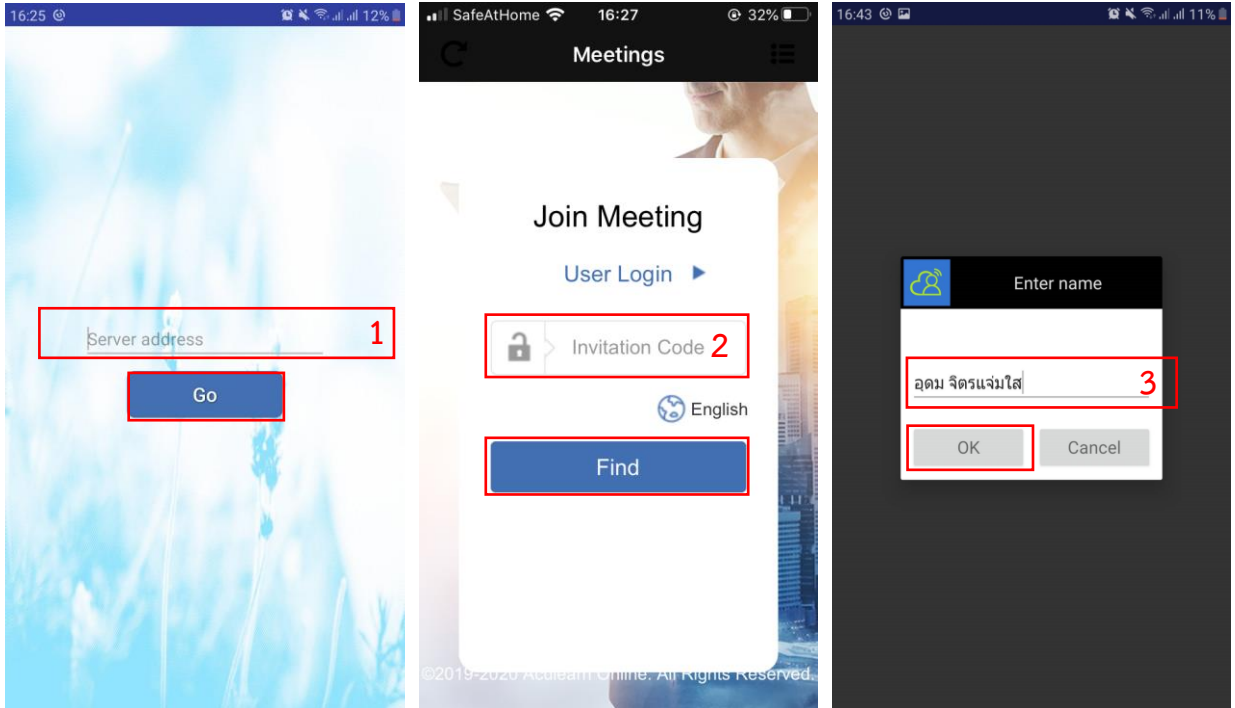 16:25
12%
Server address
1
Go
SafeAtHome
16:27
32%
Meetings
Join Meeting
User Login
Invitation Code
2
English
Find
©2019-2020 Aculearn Online. All Rights Reserved.
16:43
11%
Enter name
อุดม จิตรแจ่มใส
3
OK
Cancel